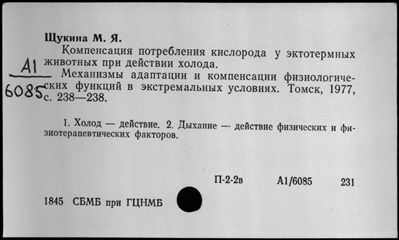 Щукина М. Я.
Компенсация потребления кислорода у эктотермных
животных при действии холода.
А1
6085
Механизмы адаптации и компенсации физиологиче-
ских функций в экстремальных условиях. Томск, 1977,
с. 238—238.
1. Холод — действие. 2. Дыхание — действие физических и фи-
зиотерапевтических факторов.
П-2-2в А1/6085 231
1845 СБМБ при ГЦНМБ